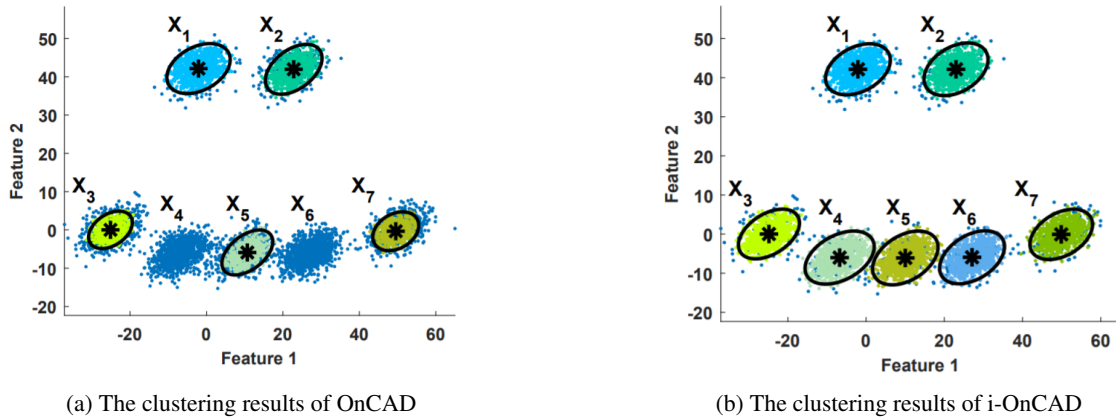 X1 X2
50
40
30
20
10
0
-10
-20
Feature 2
X3 X4 X5 X6 X7
-20 0 20 40 60
Feature 1
(a) The clustering results of OnCAD
X1 X2
50
40
30
20
10
0
-10
-20
Feature 2
X3 X4 X5 X6 X7
-20 0 20 40 60
Feature 1
(b) The clustering results of i-OnCAD